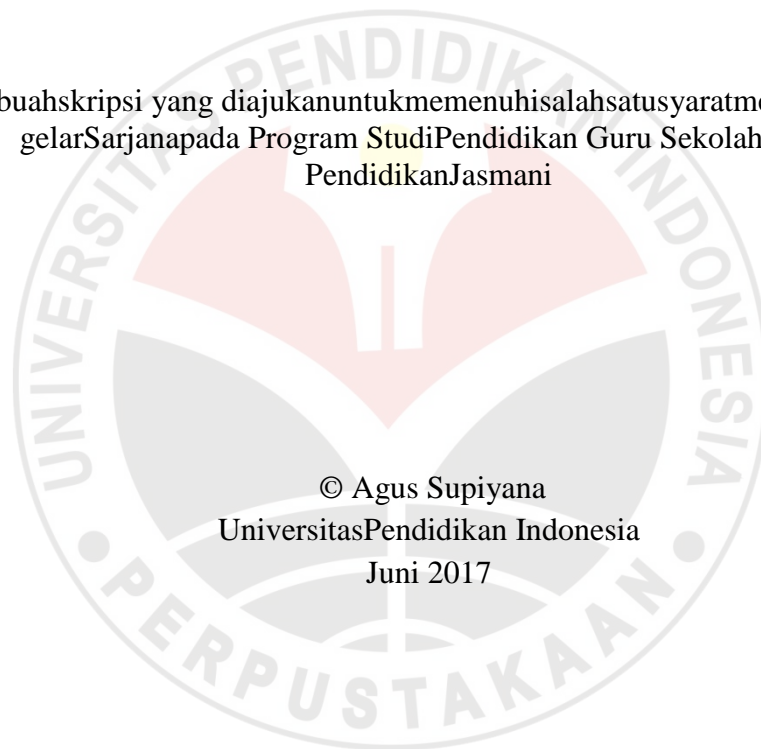 buahskripsi yang diajukanuntukmemenuhisalahsatusyaratme
gelarSarjanapada Program StudiPendidikan Guru Sekolah
PendidikanJasmani
© Agus Supiyana
UniversitasPendidikan Indonesia
Juni 2017
UNIVERSITAS PENDIDIKAN INDONESIA
PERPUSTAKAAN